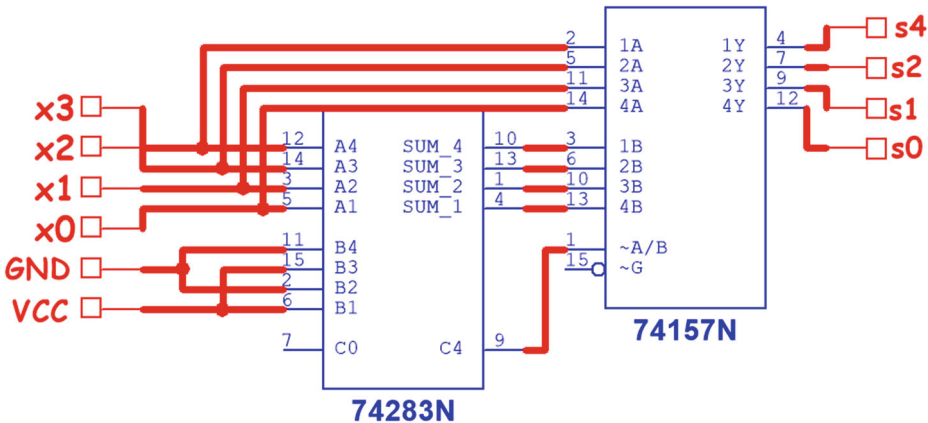 2 1A 1Y 4 s4
5 2A 2Y 7 s2
11 3A 3Y 9 s1
14 4A 4Y 12 s0
x3
x2 12 A4 SUM_4 10 3 1B
14 A3 SUM_3 13 6 2B
x1 3 A2 SUM_2 1 10 3B
x0 5 A1 SUM_1 4 13 4B
GND 11 B4 1 ~A/B
15 B3 15 ~G
2 B2
VCC 6 B1
74157N
7 C0 C4 9
74283N